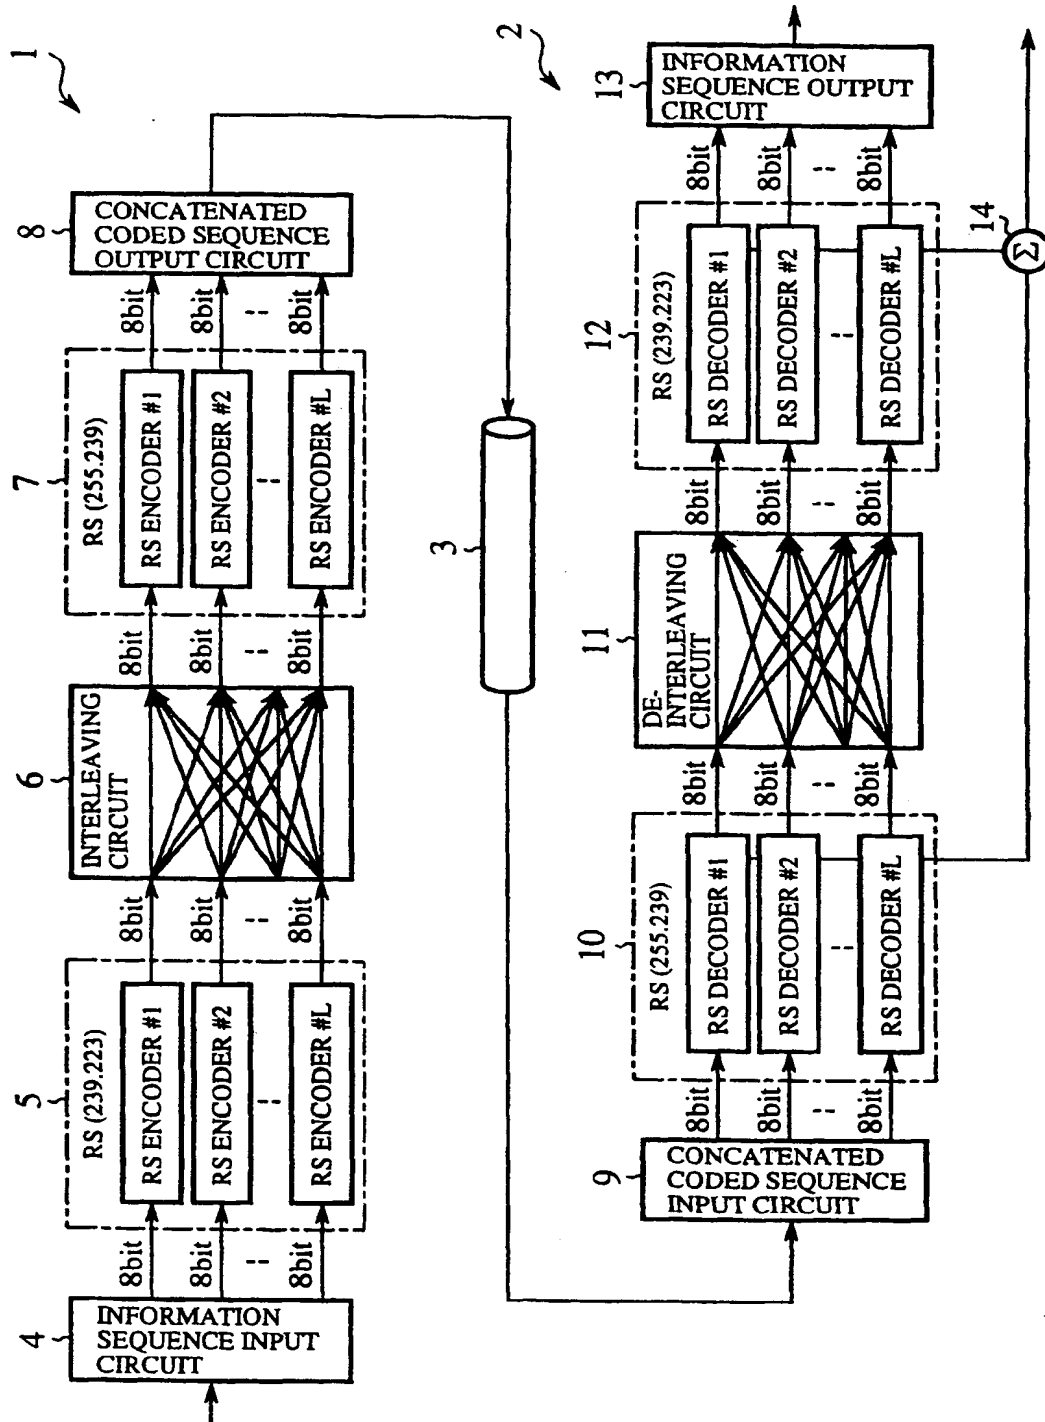 1
4
INFORMATION
SEQUENCE INPUT
CIRCUIT
8bit
8bit
--
8bit
5
RS (239.223)
RS ENCODER #1
RS ENCODER #2
--
RS ENCODER #L
8bit
8bit
--
8bit
6
INTERLEAVING
CIRCUIT
8bit
8bit
--
8bit
7
RS (255.239)
RS ENCODER #1
RS ENCODER #2
--
RS ENCODER #L
8bit
8bit
--
8bit
8
CONCATENATED
CODED SEQUENCE
OUTPUT CIRCUIT
3
2
9
CONCATENATED
CODED SEQUENCE
INPUT CIRCUIT
8bit
8bit
--
8bit
10
RS (255.239)
RS DECODER #1
RS DECODER #2
--
RS DECODER #L
8bit
8bit
--
8bit
11
DE-
INTERLEAVING
CIRCUIT
8bit
8bit
--
8bit
12
RS (239.223)
RS DECODER #1
RS DECODER #2
--
RS DECODER #L
8bit
8bit
--
8bit
13
INFORMATION
SEQUENCE OUTPUT
CIRCUIT
14
Σ